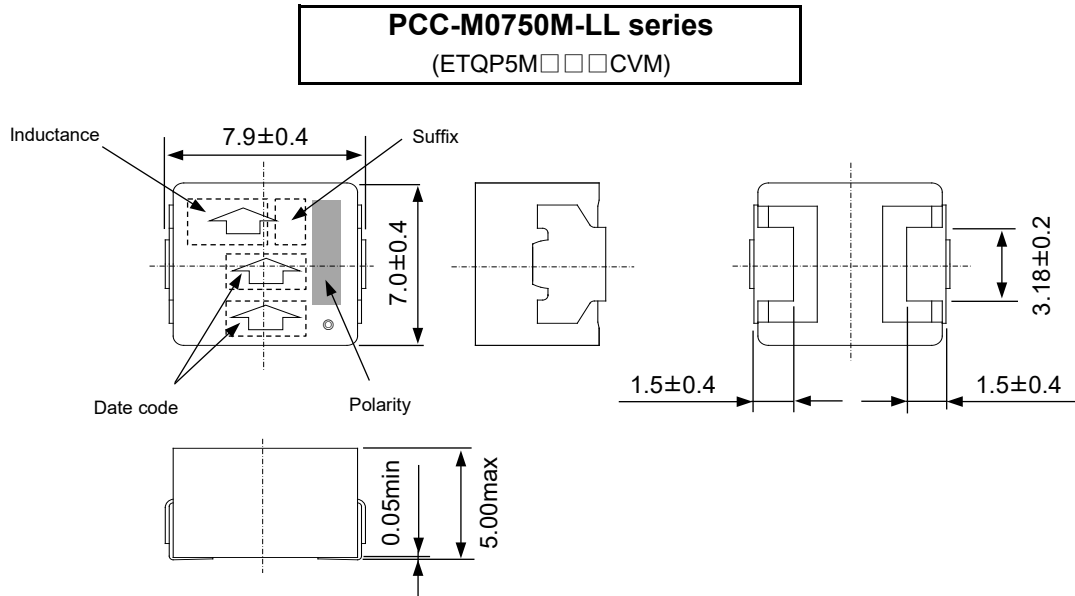 PCC-M0750M-LL series
(ETQP5M□□□CVM)
Inductance
7.9±0.4
Suffix
7.0±0.4
3.18±0.2
1.5±0.4
1.5±0.4
Date code
Polarity
0.05min
5.00max